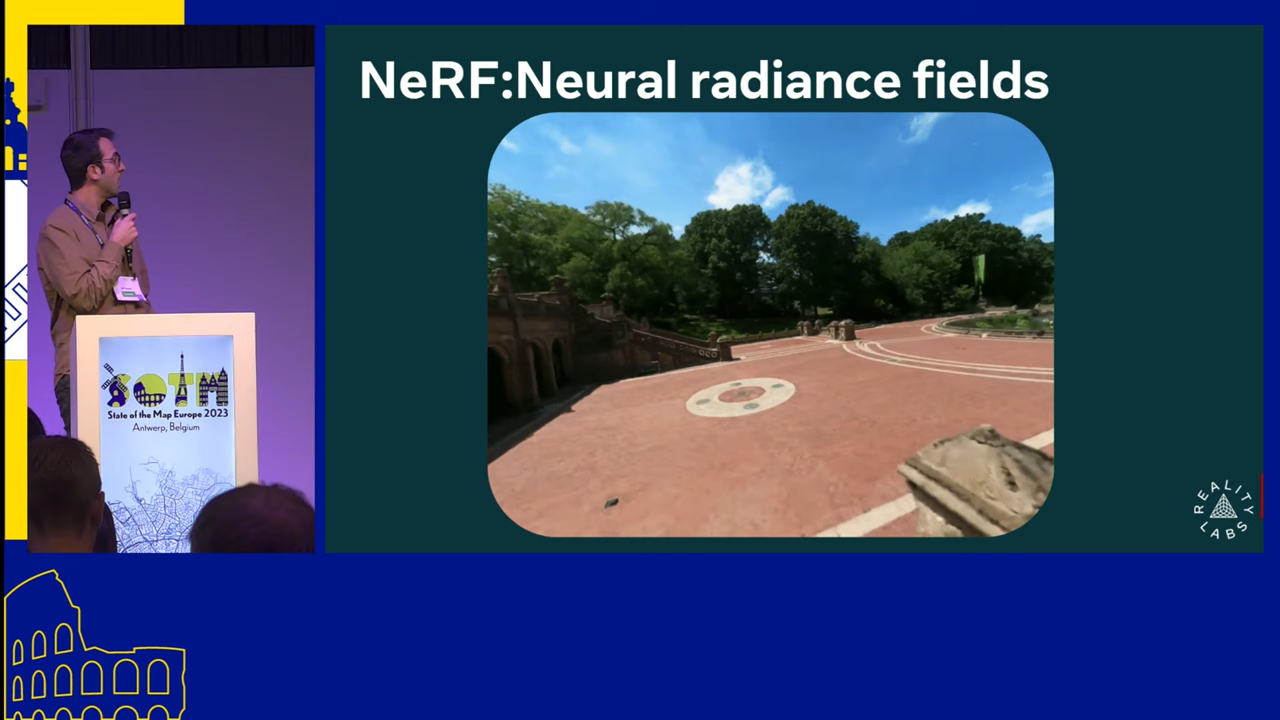 NeRF:Neural radiance fields
SOTM
State of the Map Europe 2023
Antwerp, Belgium
REALITY
LABS